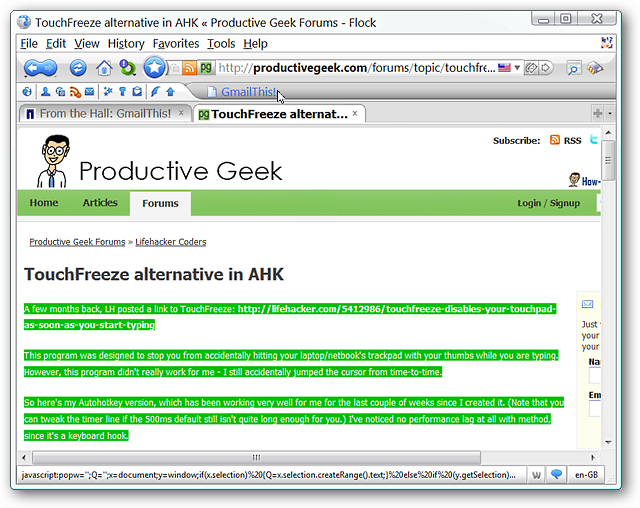 TouchFreeze alternative in AHK « Productive Geek Forums - Flock
File Edit View History Favorites Tools Help
pg http://productivegeek.com/forums/topic/touchfr...
GmailThis!
From the Hall: GmailThis! x
pg TouchFreeze alternat... x
Subscribe: RSS
Productive Geek
How-
Home Articles Forums Login / Signup
Productive Geek Forums » Lifehacker Coders
TouchFreeze alternative in AHK
A few months back, LH posted a link to TouchFreeze: http://lifehacker.com/5412986/touchfreeze-disables-your-touchpad-
as-soon-as-you-start-typing
This program was designed to stop you from accidentally hitting your laptop/netbook's trackpad with your thumbs while you are typing.
However, this program didn't really work for me - I still accidentally jumped the cursor from time-to-time.
So here's my Autohotkey version, which has been working very well for me for the last couple of weeks since I created it. (Note that you
can tweak the timer line if the 500ms default still isn't quite long enough for you.) I've noticed no performance lag at all with method,
since it's a keyboard hook.
Just
your
your
Na
Em
javascript:popw='';Q='';x=document;y=window;if(x.selection)%20{Q=x.selection.createRange().text;}%20else%20if%20(y.getSelection)...
w
en-GB